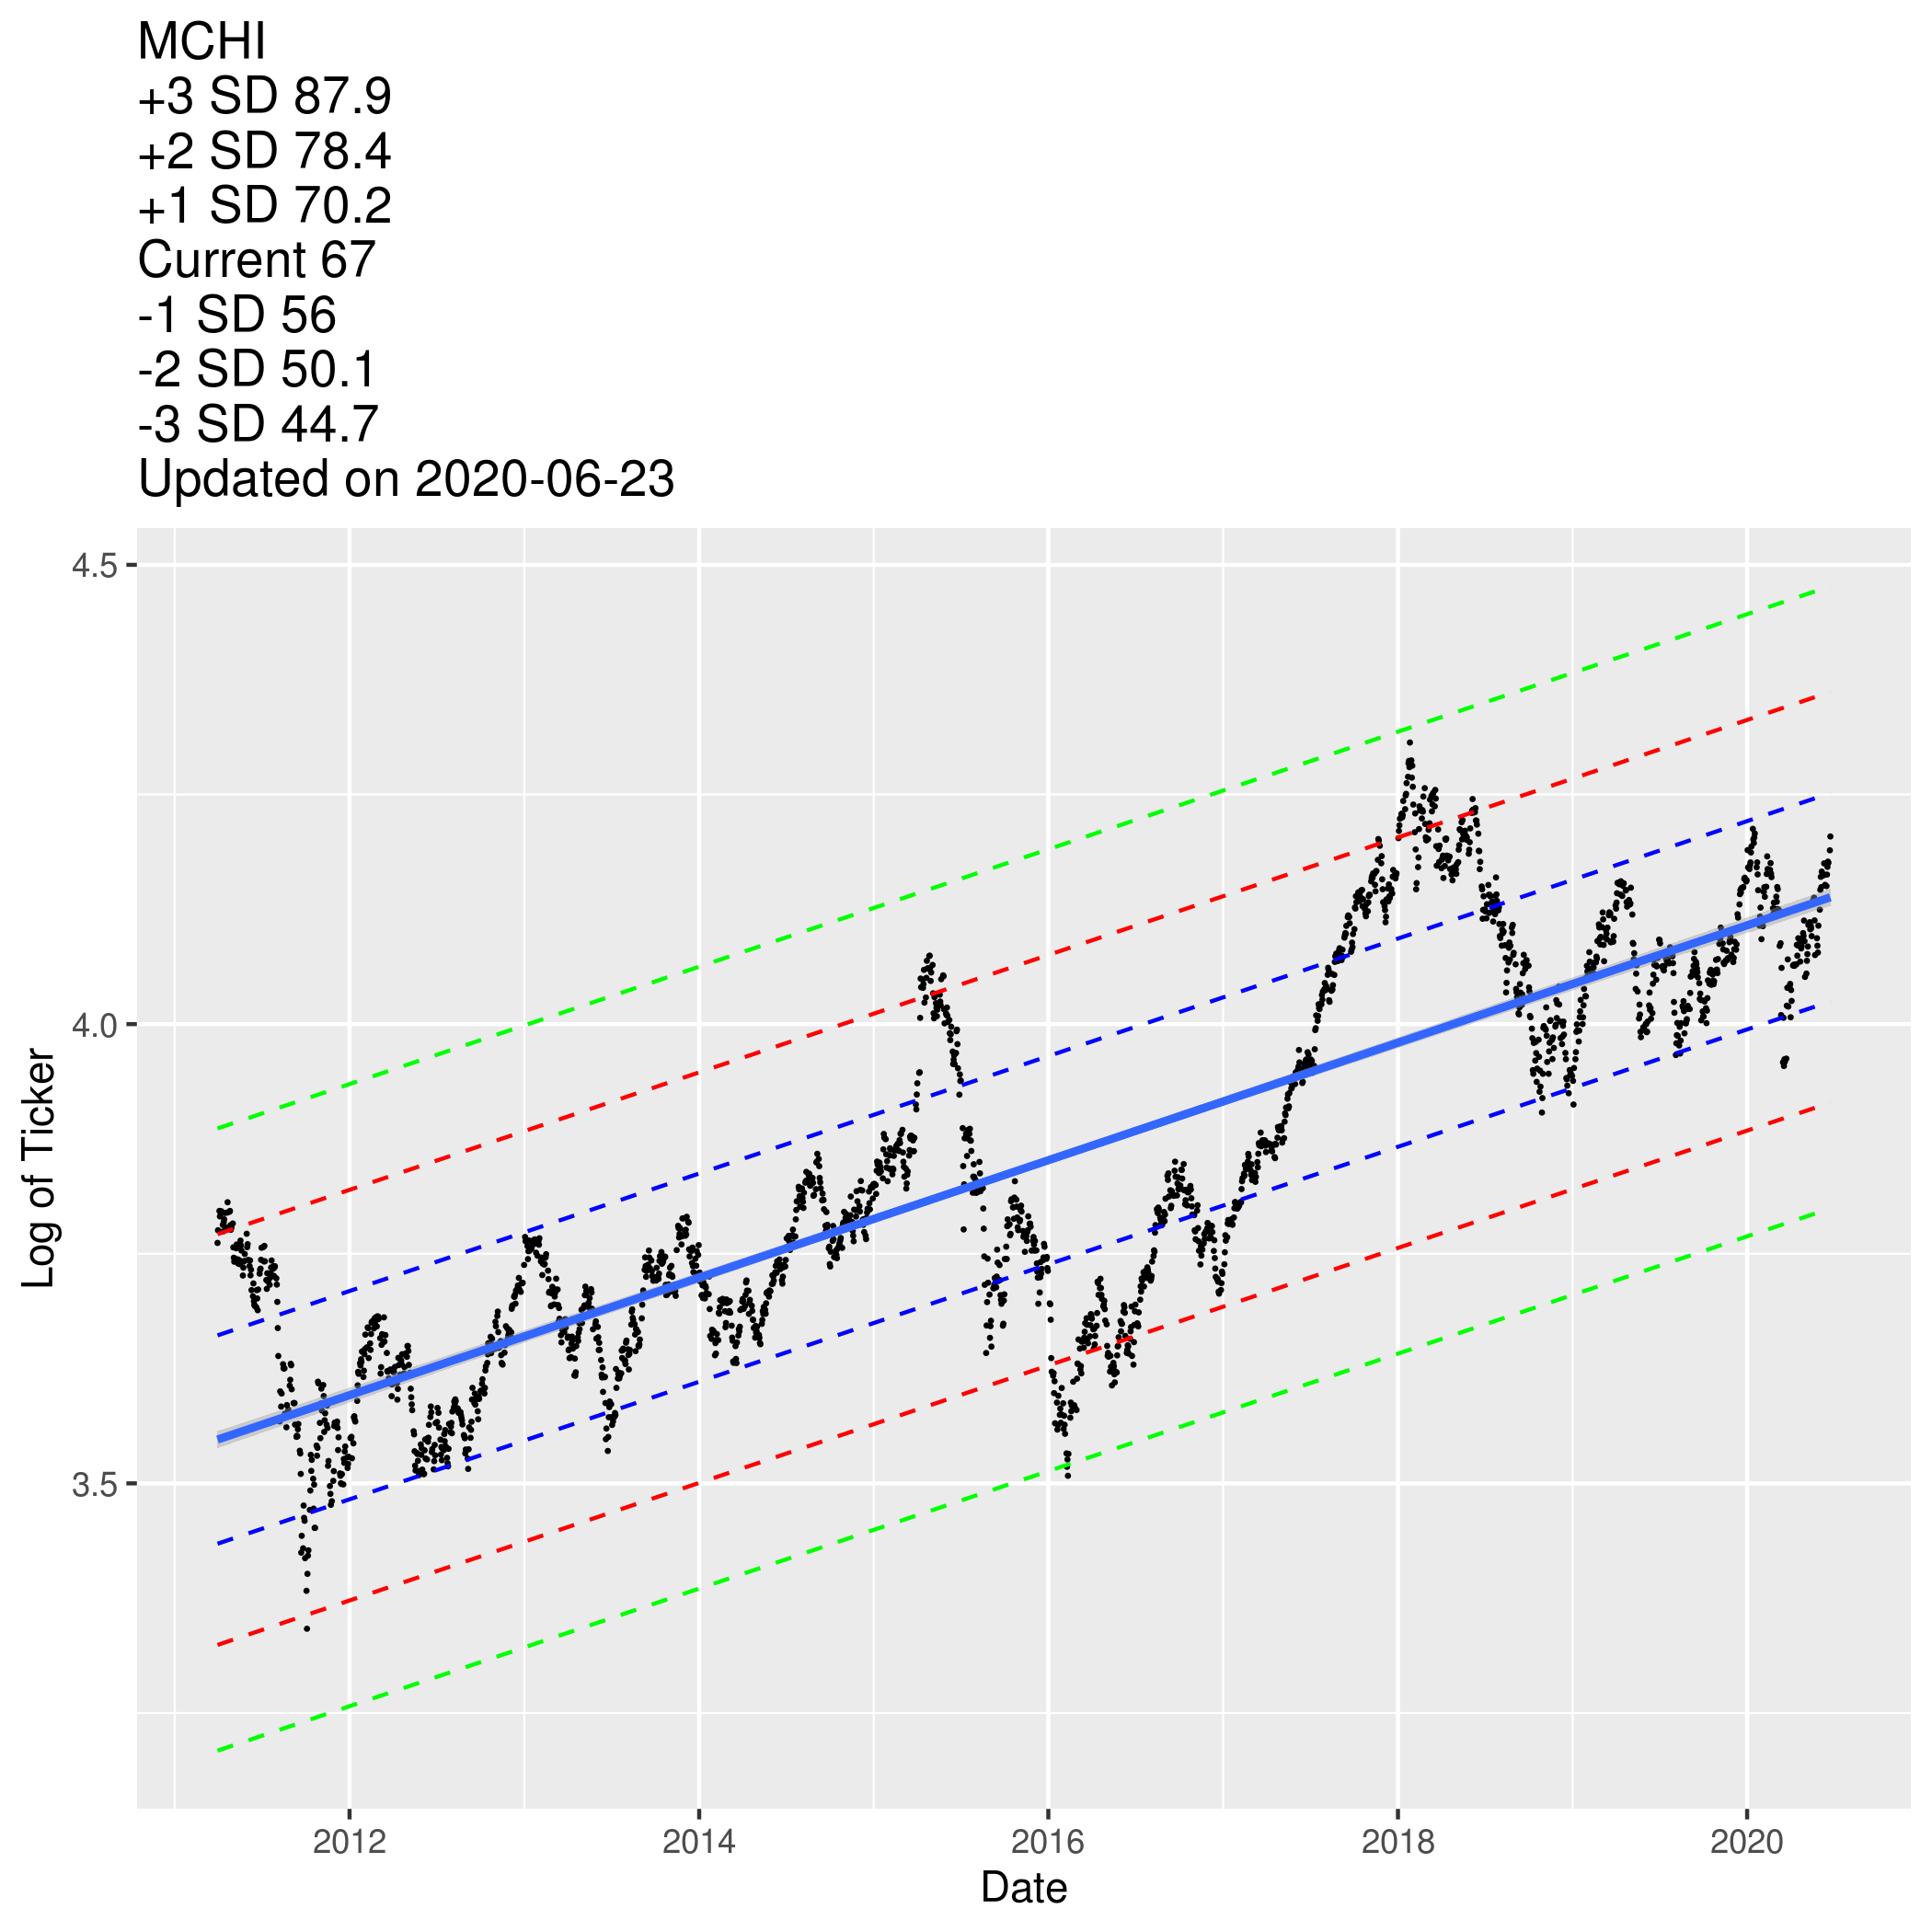 MCHI
+3 SD 87.9
+2 SD 78.4
+1 SD 70.2
Current 67
-1 SD 56
-2 SD 50.1
-3 SD 44.7
Updated on 2020-06-23
4.5
4.0
3.5
Log of Ticker
2012 2014 2016 2018 2020
Date